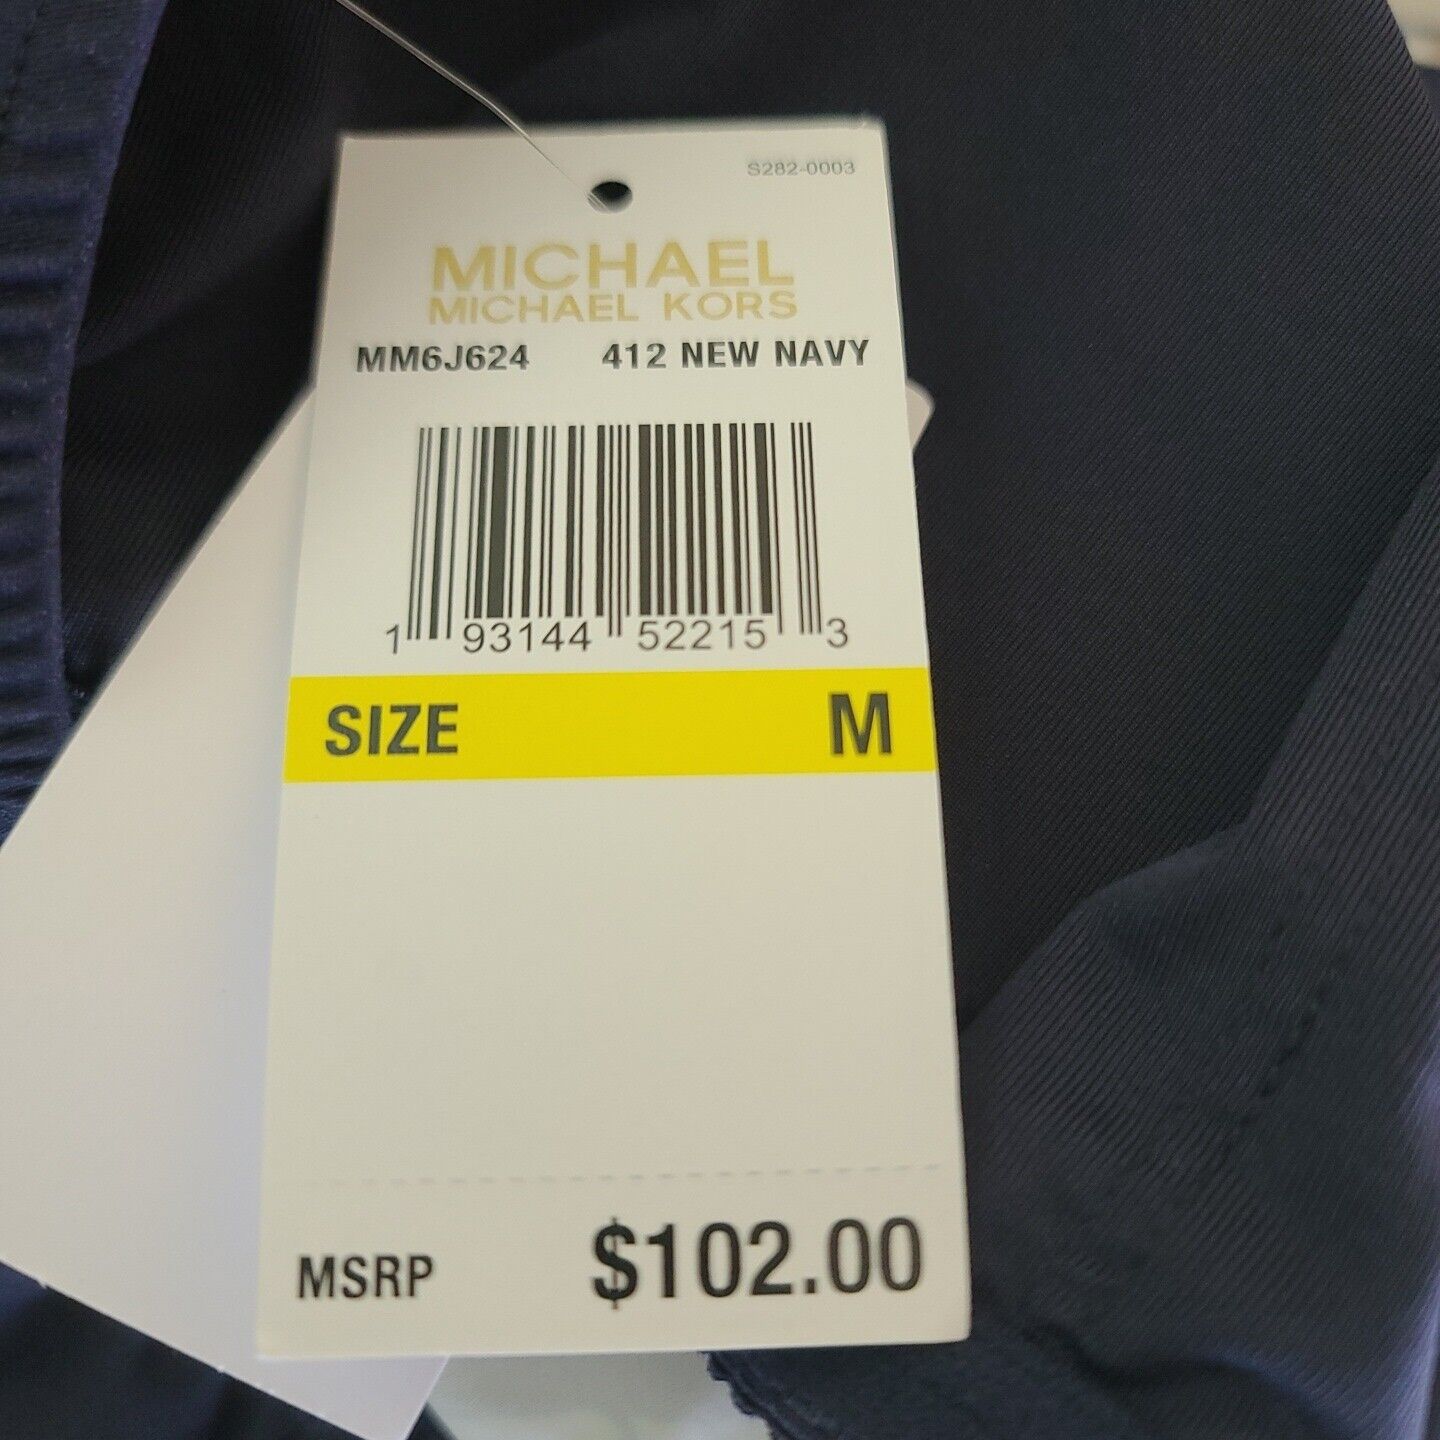 S282-0003
MICHAEL
MICHAEL KORS
MM6J624 412 NEW NAVY
1 93144 52215 3
SIZE M
MSRP $102.00